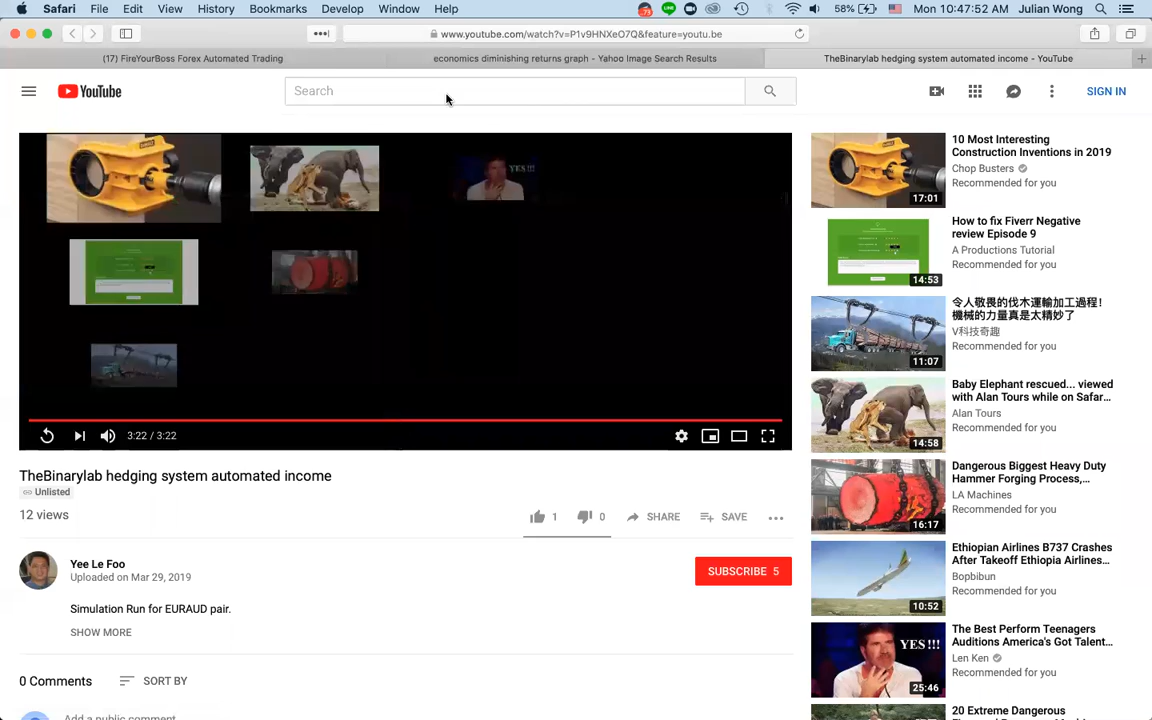 Safari File Edit View History Bookmarks Develop Window Help
58% Mon 10:47:52 AM Julian Wong
www.youtube.com/watch?v=P1v9HNXeO7Q&feature=youtu.be
(17) FireYourBoss Forex Automated Trading
economics diminishing returns graph - Yahoo Image Search Results
TheBinarylab hedging system automated income - YouTube
YouTube
Search
SIGN IN
YES !!!
3:22 / 3:22
TheBinarylab hedging system automated income
Unlisted
12 views
1
0
SHARE
SAVE
Yee Le Foo
Uploaded on Mar 29, 2019
SUBSCRIBE 5
Simulation Run for EURAUD pair.
SHOW MORE
0 Comments
SORT BY
Add a public comment
10 Most Interesting
Construction Inventions in 2019
Chop Busters
Recommended for you
17:01
How to fix Fiverr Negative
review Episode 9
A Productions Tutorial
Recommended for you
14:53
令人敬畏的伐木運輸加工過程!
機械的力量真是太精妙了
V科技奇趣
Recommended for you
11:07
Baby Elephant rescued... viewed
with Alan Tours while on Safar...
Alan Tours
Recommended for you
14:58
Dangerous Biggest Heavy Duty
Hammer Forging Process,...
LA Machines
Recommended for you
16:17
Ethiopian Airlines B737 Crashes
After Takeoff Ethiopia Airlines...
Bopbibun
Recommended for you
10:52
The Best Perform Teenagers
Auditions America's Got Talent...
Len Ken
Recommended for you
YES!!!
25:46
20 Extreme Dangerous